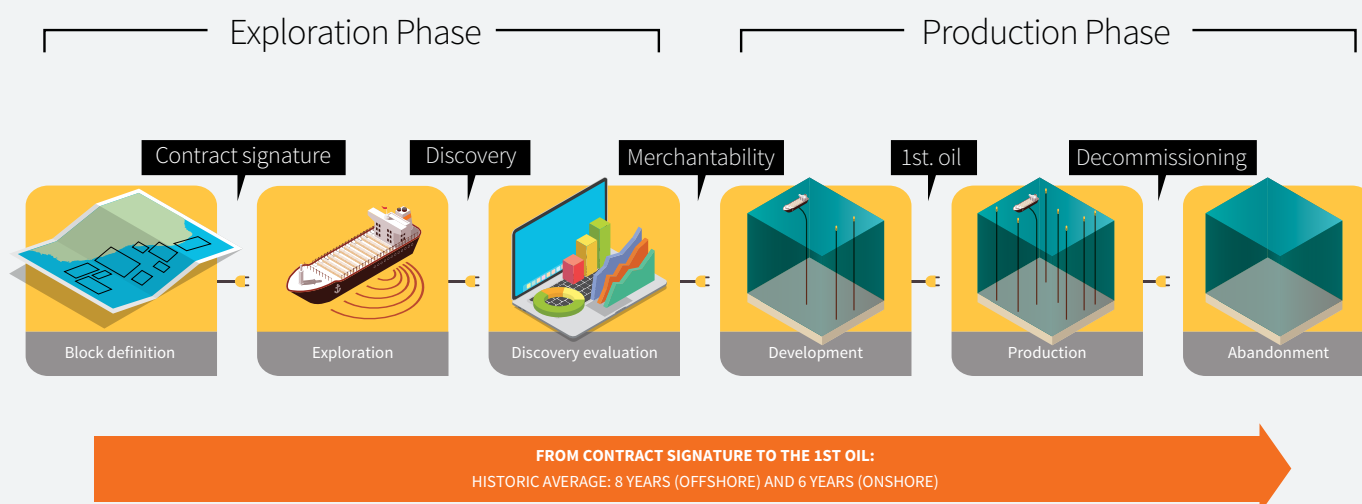 Exploration Phase
Production Phase
Contract signature
Discovery
Merchantability
1st. oil
Decommissioning
Block definition
Exploration
Discovery evaluation
Development
Production
Abandonment
FROM CONTRACT SIGNATURE TO THE 1ST OIL:
HISTORIC AVERAGE: 8 YEARS (OFFSHORE) AND 6 YEARS (ONSHORE)